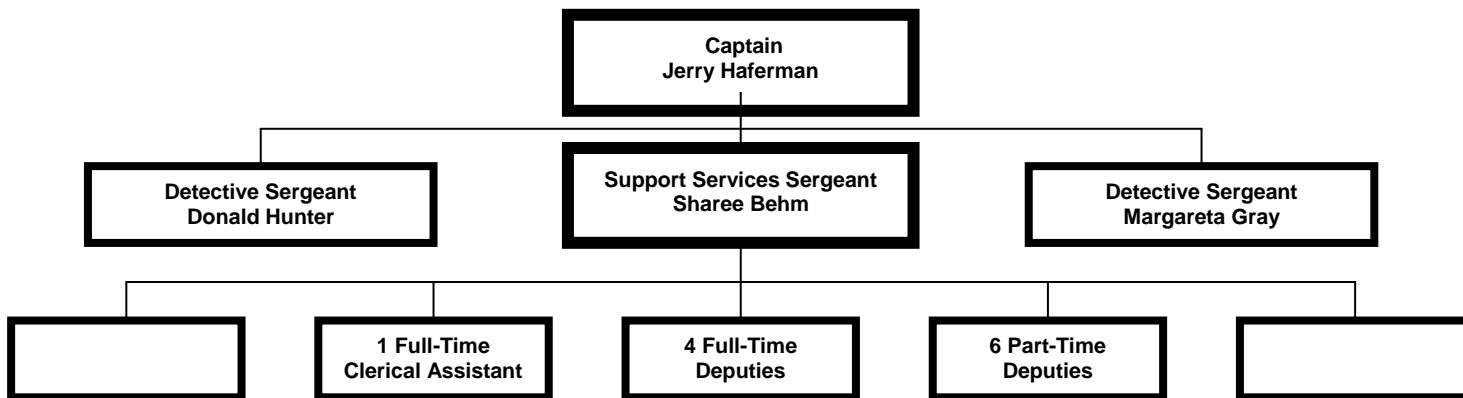 Captain
Jerry Haferman
Detective Sergeant
Donald Hunter
Support Services Sergeant
Sharee Behm
Detective Sergeant
Margareta Gray
1 Full-Time
Clerical Assistant
4 Full-Time
Deputies
6 Part-Time
Deputies